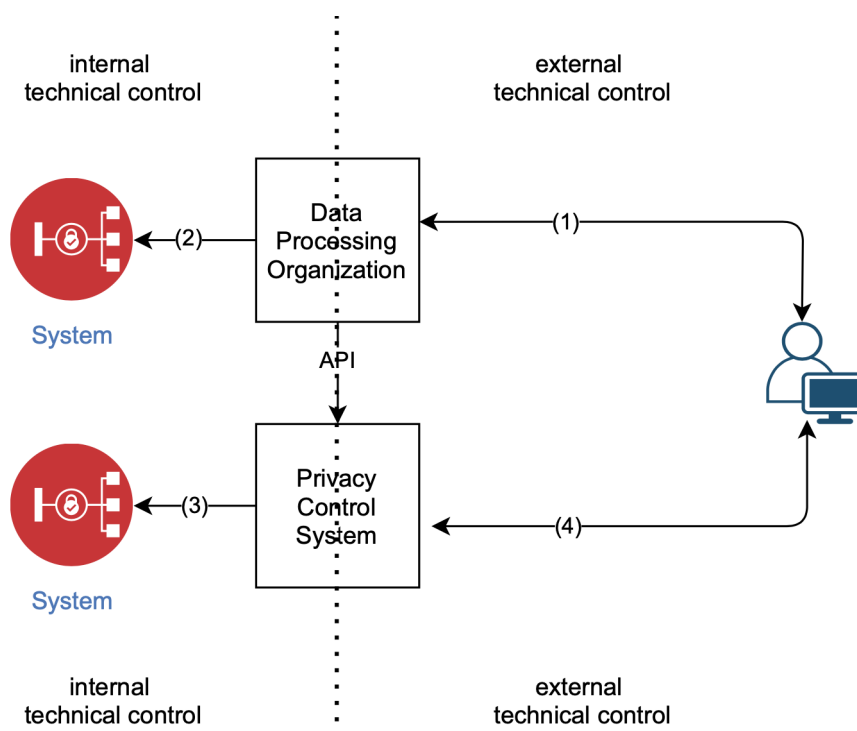 internal
technical control
external
technical control
Data
Processing
Organization
(1)
(2)
System
API
Privacy
Control
System
(3)
(4)
System
internal
technical control
external
technical control